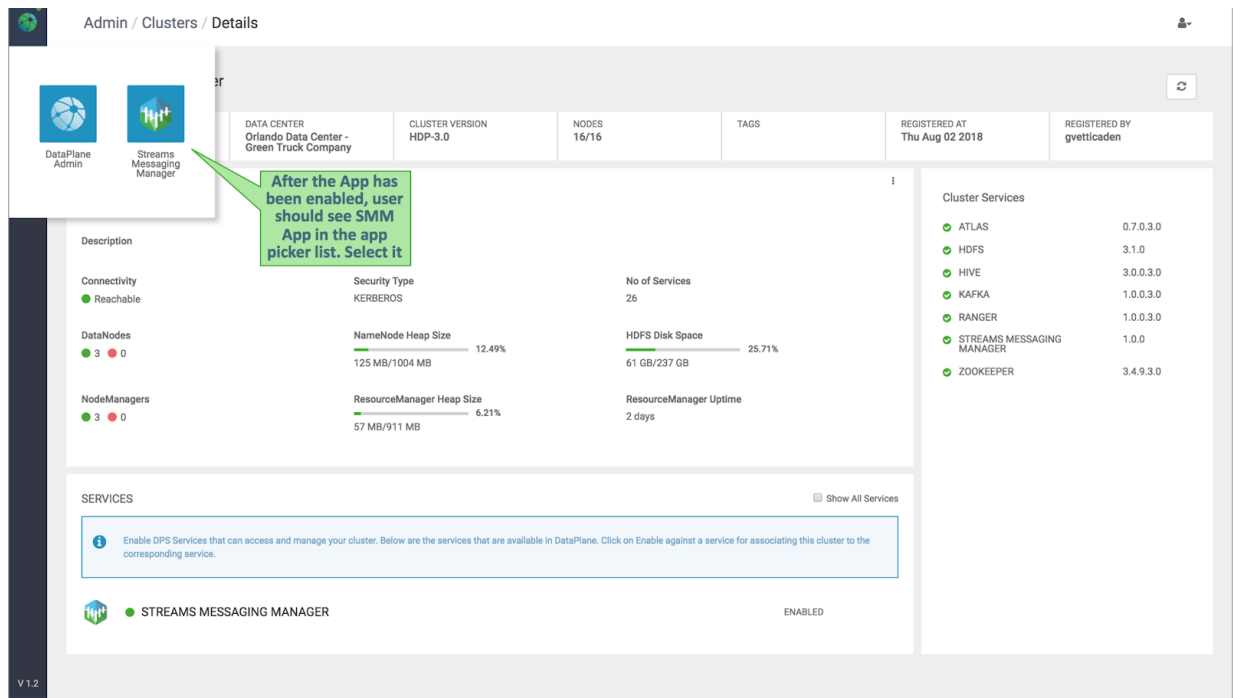 Admin / Clusters / Details
er
DataPlane
Admin
Streams
Messaging
Manager
DATA CENTER
Orlando Data Center -
Green Truck Company
CLUSTER VERSION
HDP-3.0
NODES
16/16
TAGS
REGISTERED AT
Thu Aug 02 2018
REGISTERED BY
gvetticaden
After the App has
been enabled, user
should see SMM
App in the app
picker list. Select it
Description
Connectivity
Reachable
Security Type
KERBEROS
No of Services
26
DataNodes
3 0
NameNode Heap Size
12.49%
125 MB/1004 MB
HDFS Disk Space
25.71%
61 GB/237 GB
NodeManagers
3 0
ResourceManager Heap Size
6.21%
57 MB/911 MB
ResourceManager Uptime
2 days
Cluster Services
ATLAS 0.7.0.3.0
HDFS 3.1.0
HIVE 3.0.0.3.0
KAFKA 1.0.0.3.0
RANGER 1.0.0.3.0
STREAMS MESSAGING 1.0.0
MANAGER
ZOOKEEPER 3.4.9.3.0
SERVICES
Show All Services
Enable DPS Services that can access and manage your cluster. Below are the services that are available in DataPlane. Click on Enable against a service for associating this cluster to the
corresponding service.
STREAMS MESSAGING MANAGER ENABLED
V 1.2